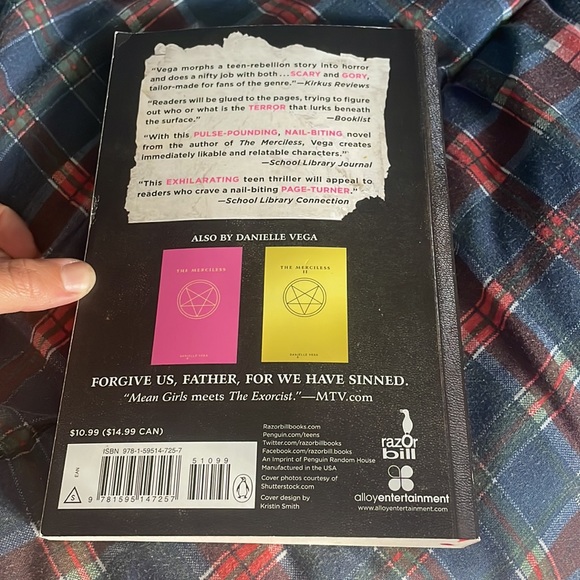 "Vega morphs a teen-rebellion story into horror
and does a nifty job with both . . . SCARY and GORY,
tailor-made for fans of the genre."—Kirkus Reviews
"Readers will be glued to the pages, trying to figure
out who or what is the TERROR that lurks beneath
the surface." —Booklist
"With this PULSE-POUNDING, NAIL-BITING novel
from the author of The Merciless, Vega creates
immediately likable and relatable characters."
—School Library Journal
"This EXHILARATING teen thriller will appeal to
readers who crave a nail-biting PAGE-TURNER."
—School Library Connection
ALSO BY DANIELLE VEGA
THE MERCILESS
DANIELLE VEGA
THE MERCILESS
II
DANIELLE VEGA
FORGIVE US, FATHER, FOR WE HAVE SINNED.
"Mean Girls meets The Exorcist."—MTV.com
$10.99 ($14.99 CAN)
ISBN 978-1-59514-725-7
51099
EAN
S
9 781595 147257
Razorbillbooks.com
Penguin.com/teens
Twitter.com/razorbillbooks
Facebook.com/razorbillbooks
An Imprint of Penguin Random House
Manufactured in the USA
Cover photos courtesy of
Shutterstock.com
Cover design by
Kristin Smith
razOr
bill
alloyentertainment
www.alloyentertainment.com